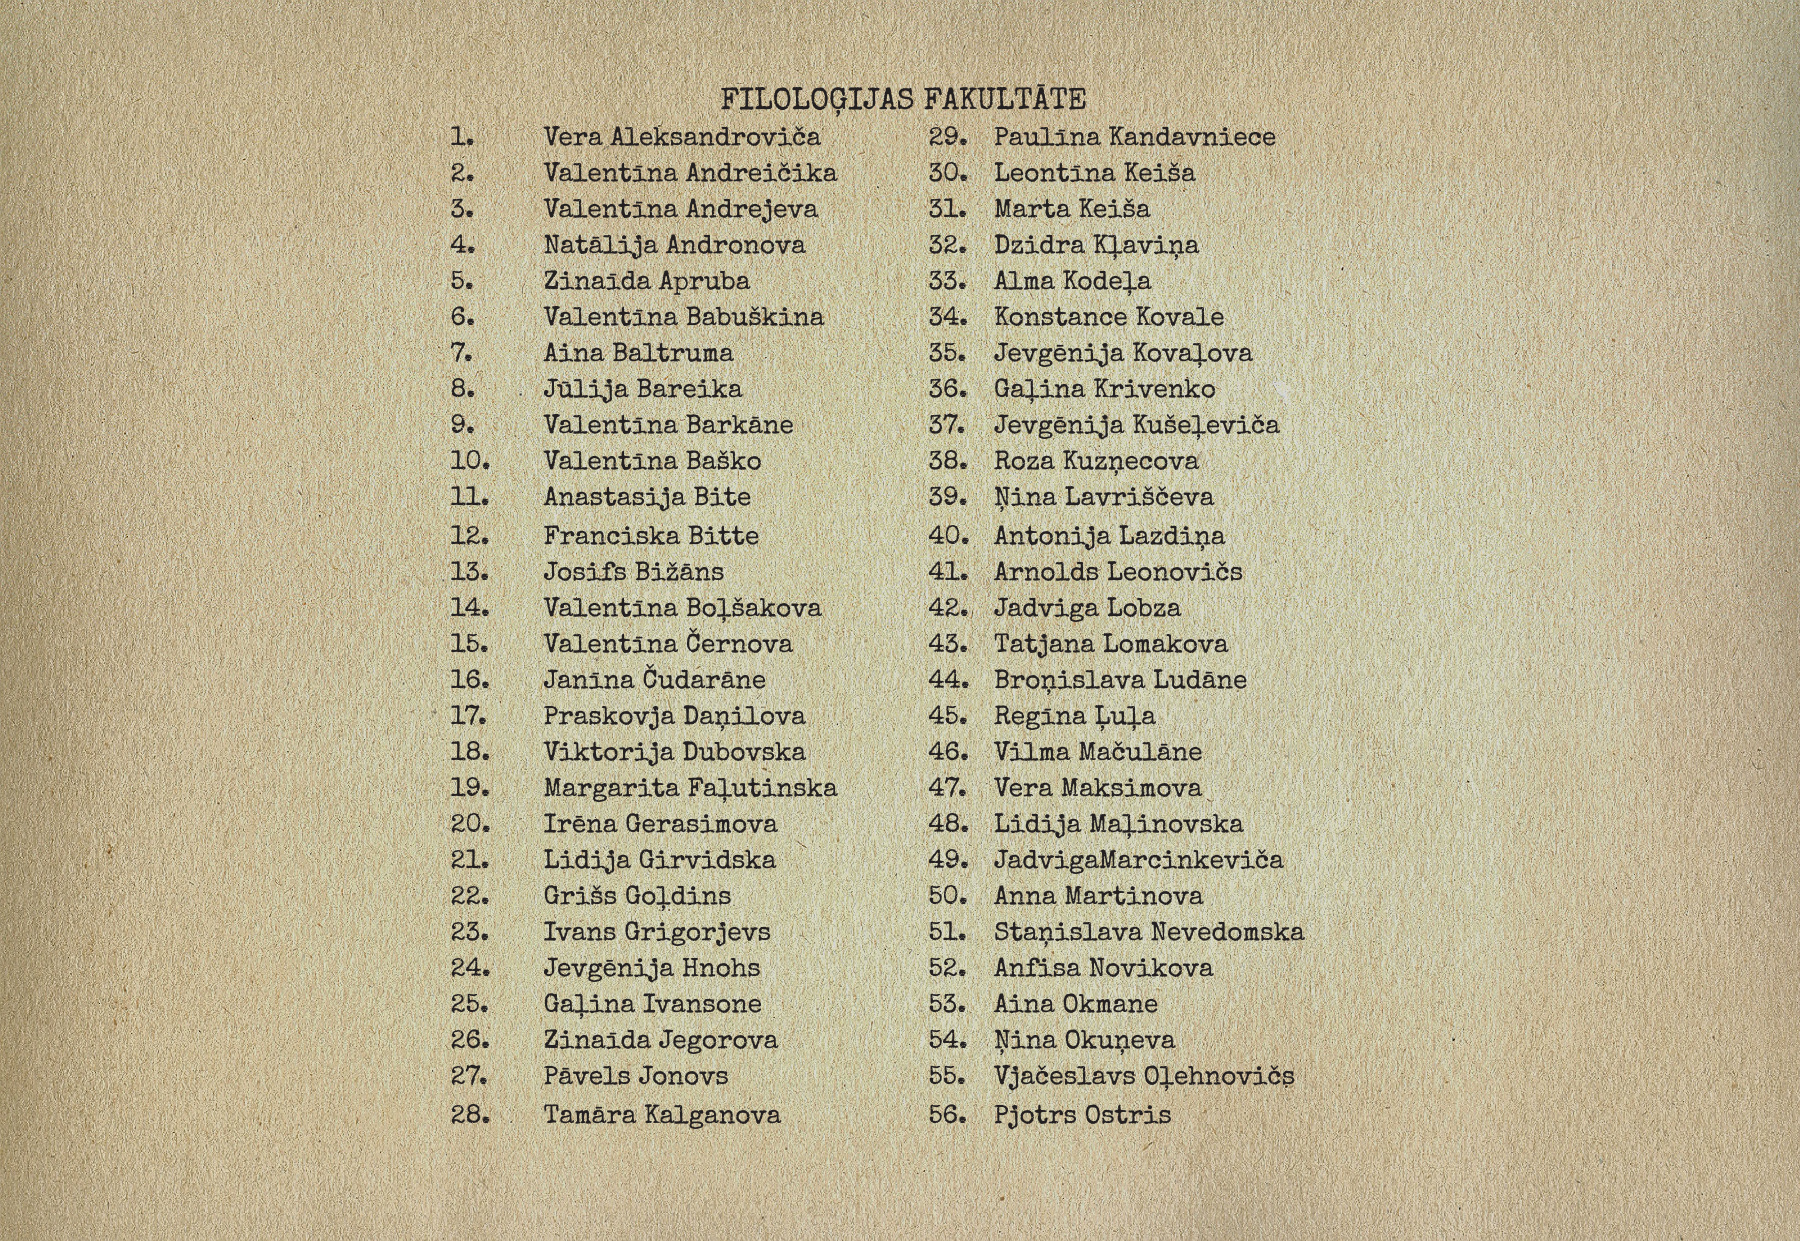 FILOLOĢIJAS FAKULTĀTE
1. Vera Aleksandroviča
2. Valentīna Andreičika
3. Valentīna Andrejeva
4. Natālija Andronova
5. Zinaīda Apruba
6. Valentīna Babuškina
7. Aina Baltruma
8. Jūlija Bareika
9. Valentīna Barkāne
10. Valentīna Baško
11. Anastasija Bite
12. Franciska Bitte
13. Josifs Bižāns
14. Valentīna Boļšakova
15. Valentīna Černova
16. Janīna Čudarāne
17. Praskovja Daņilova
18. Viktorija Dubovska
19. Margarita Faļutinska
20. Irēna Gerasimova
21. Lidija Girvidska
22. Grišs Goļdins
23. Ivans Grigorjevs
24. Jevgēnija Hnohs
25. Gaļina Ivansone
26. Zinaīda Jegorova
27. Pāvels Jonovs
28. Tamāra Kalganova
29. Paulīna Kandavniece
30. Leontīna Keiša
31. Marta Keiša
32. Dzidra Kļaviņa
33. Alma Kodeļa
34. Konstance Kovale
35. Jevgēnija Kovaļova
36. Gaļina Krivenko
37. Jevgēnija Kušeļeviča
38. Roza Kuzņecova
39. Ņina Lavriščeva
40. Antonija Lazdiņa
41. Arnolds Leonovičs
42. Jadviga Lobza
43. Tatjana Lomakova
44. Broņislava Ludāne
45. Regīna Ļuļa
46. Vilma Mačulāne
47. Vera Maksimova
48. Lidija Maļinovska
49. JadvigaMarcinkeviča
50. Anna Martinova
51. Staņislava Nevedomska
52. Anfisa Novikova
53. Aina Okmane
54. Ņina Okuņeva
55. Vjačeslavs Oļehnovičs
56. Pjotrs Ostris